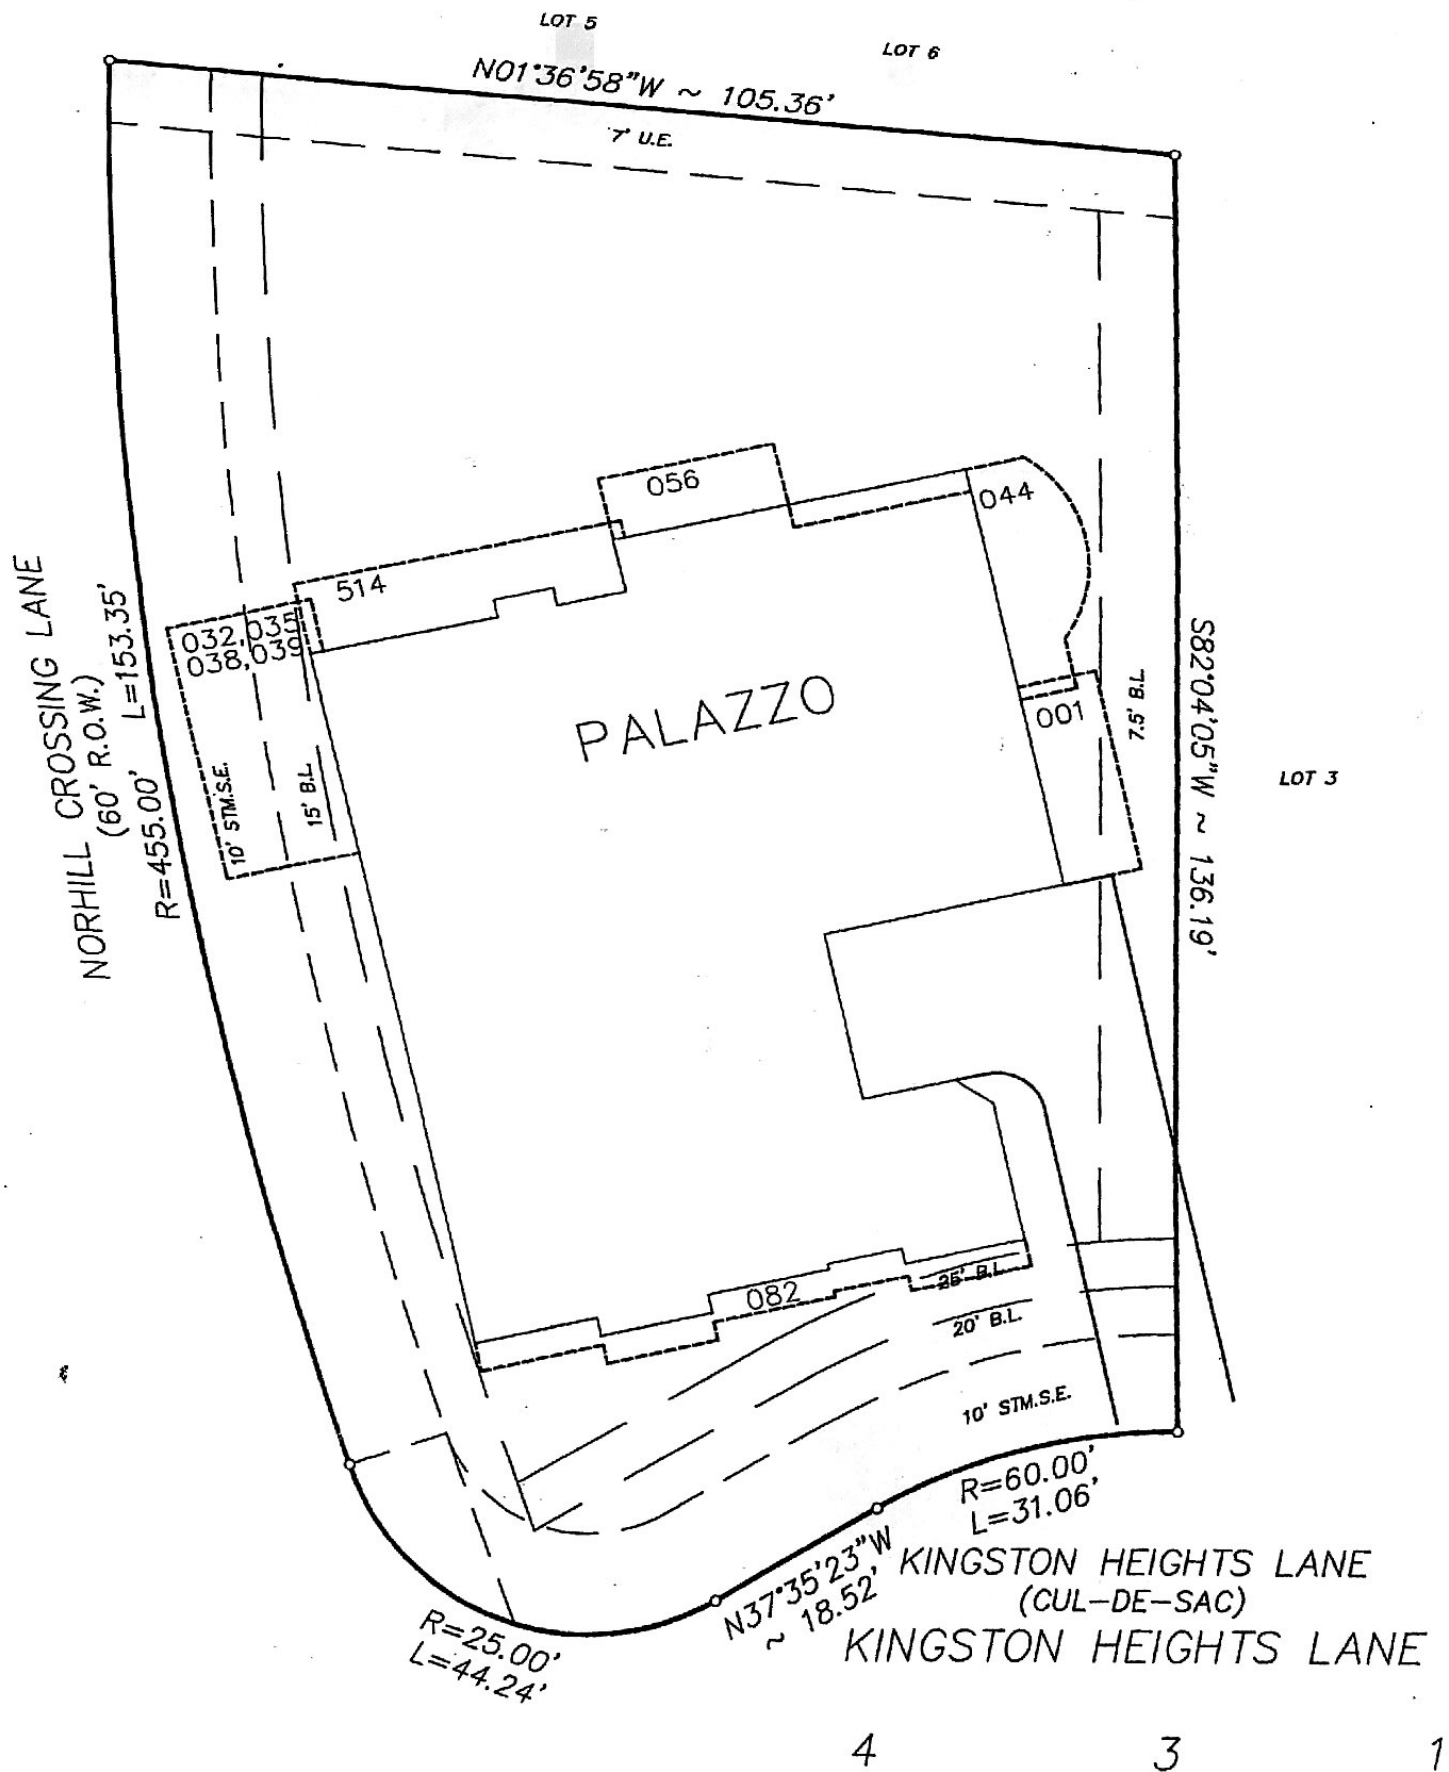 LOT 5
LOT 6
N01°36'58"W ~ 105.36'
7' U.E.
056
044
514
032,035
038,039
PALAZZO
001
7.5' B.L.
S82°04'05"W ~ 136.19'
LOT 3
NORHILL CROSSING LANE
(60' R.O.W.)
R=455.00' L=153.35'
10' STM.S.E.
15' B.L.
082
25' B.L.
20' B.L.
10' STM.S.E.
R=60.00'
L=31.06'
N37°35'23"W
~ 18.52'
KINGSTON HEIGHTS LANE
(CUL-DE-SAC)
KINGSTON HEIGHTS LANE
R=25.00'
L=44.24'
4 3 1